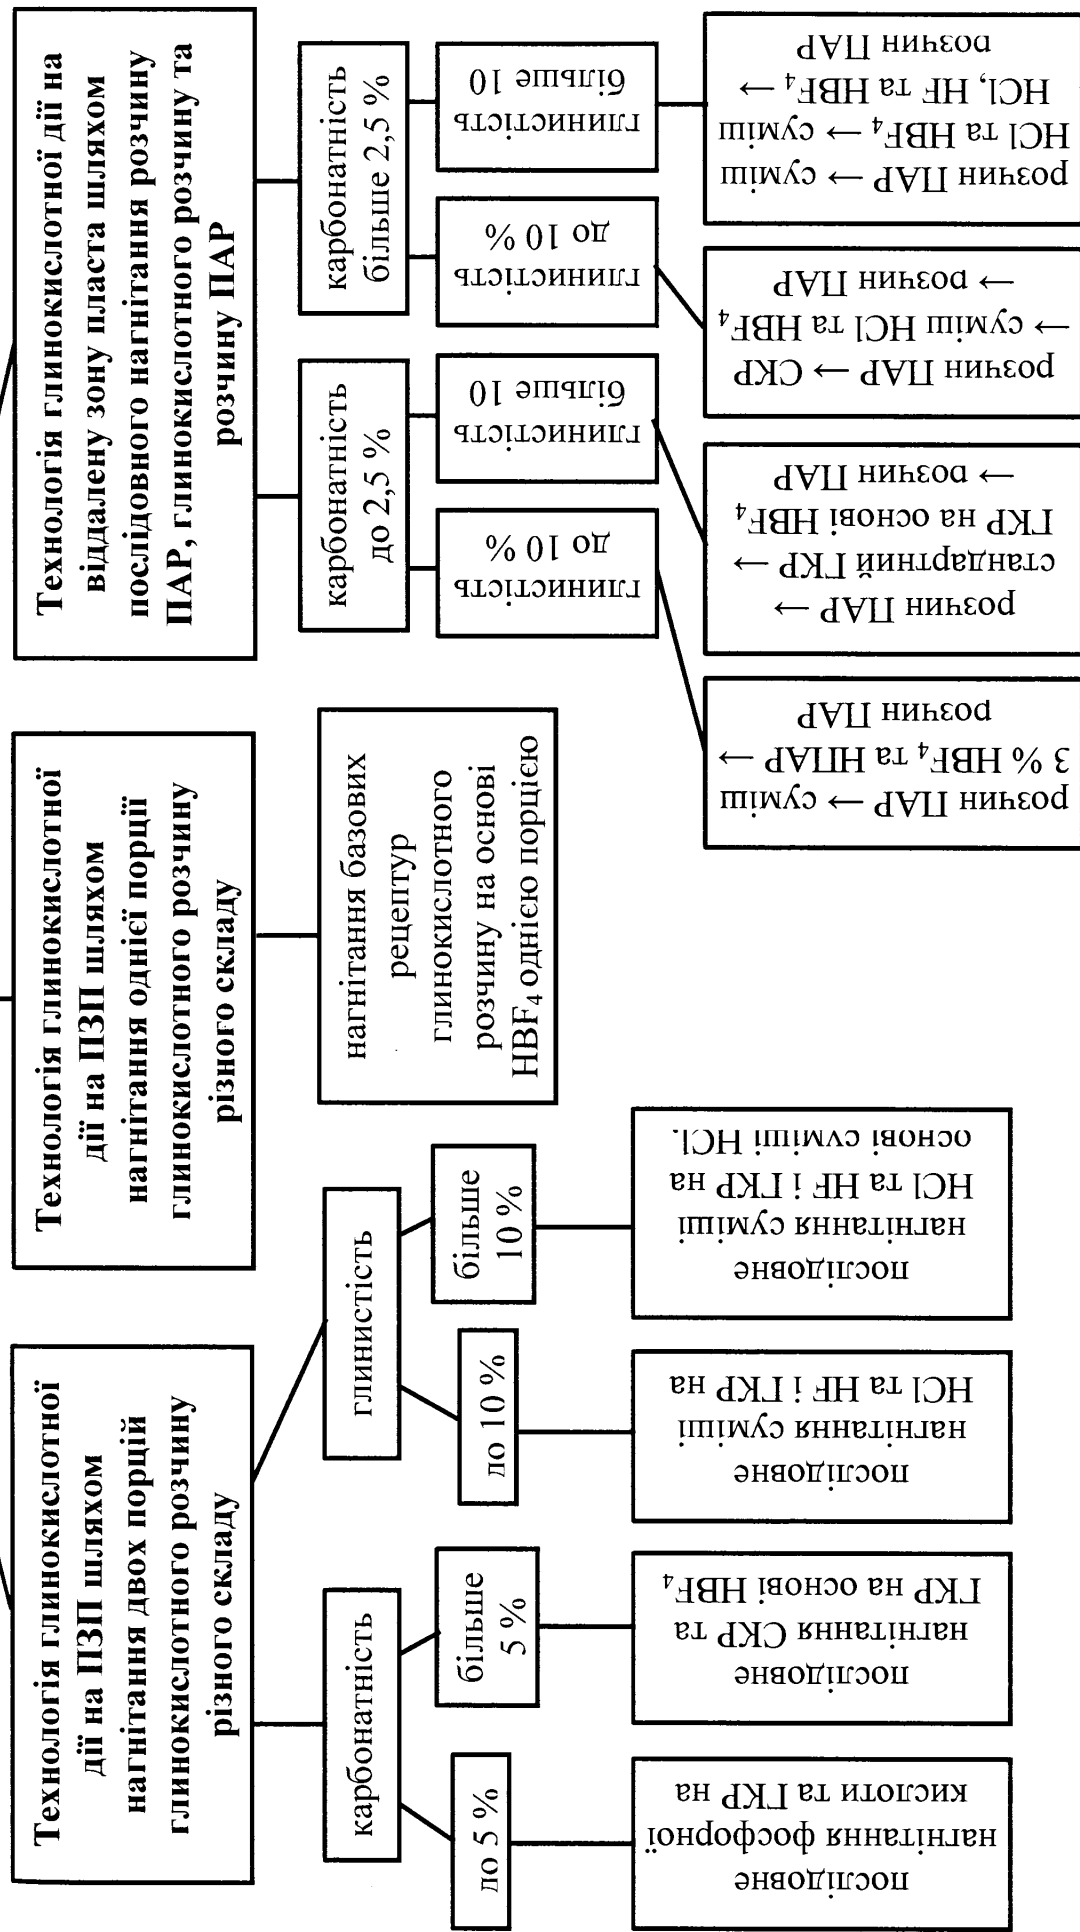 Технологія глинокислотної
дії на ПЗП шляхом
нагнітання двох порцій
глинокислотного розчину
різного складу
карбонатність
до 5 %
більше
5 %
послідовне
нагнітання фосфорної
кислоти та ГКР на
послідовне
нагнітання СКР та
ГКР на основі HBF₄
глинистість
до 10 %
більше
10 %
послідовне
нагнітання суміші
HCl та HF і ГКР на
послідовне
нагнітання суміші
HCl та HF і ГКР на
основі суміші HCl.
Технологія глинокислотної
дії на ПЗП шляхом
нагнітання однієї порції
глинокислотного розчину
різного складу
нагнітання базових
рецептур
глинокислотного
розчину на основі
HBF₄ однією порцією
Технологія глинокислотної дії на
віддалену зону пласта шляхом
послідовного нагнітання розчину
ПАР, глинокислотного розчину та
розчину ПАР
карбонатність
до 2,5 %
глинистість
до 10 %
глинистість
більше 10
розчин ПАР → суміш
3 % HBF₄ та НПАР →
розчин ПАР
розчин ПАР →
стандартний ГКР →
ГКР на основі HBF₄
→ розчин ПАР
карбонатність
більше 2,5 %
глинистість
до 10 %
глинистість
більше 10
розчин ПАР → СКР
→ суміш HCl та HBF₄
→ розчин ПАР
розчин ПАР → суміш
HCl та HBF₄ → суміш
HCl, HF та HBF₄ →
розчин ПАР